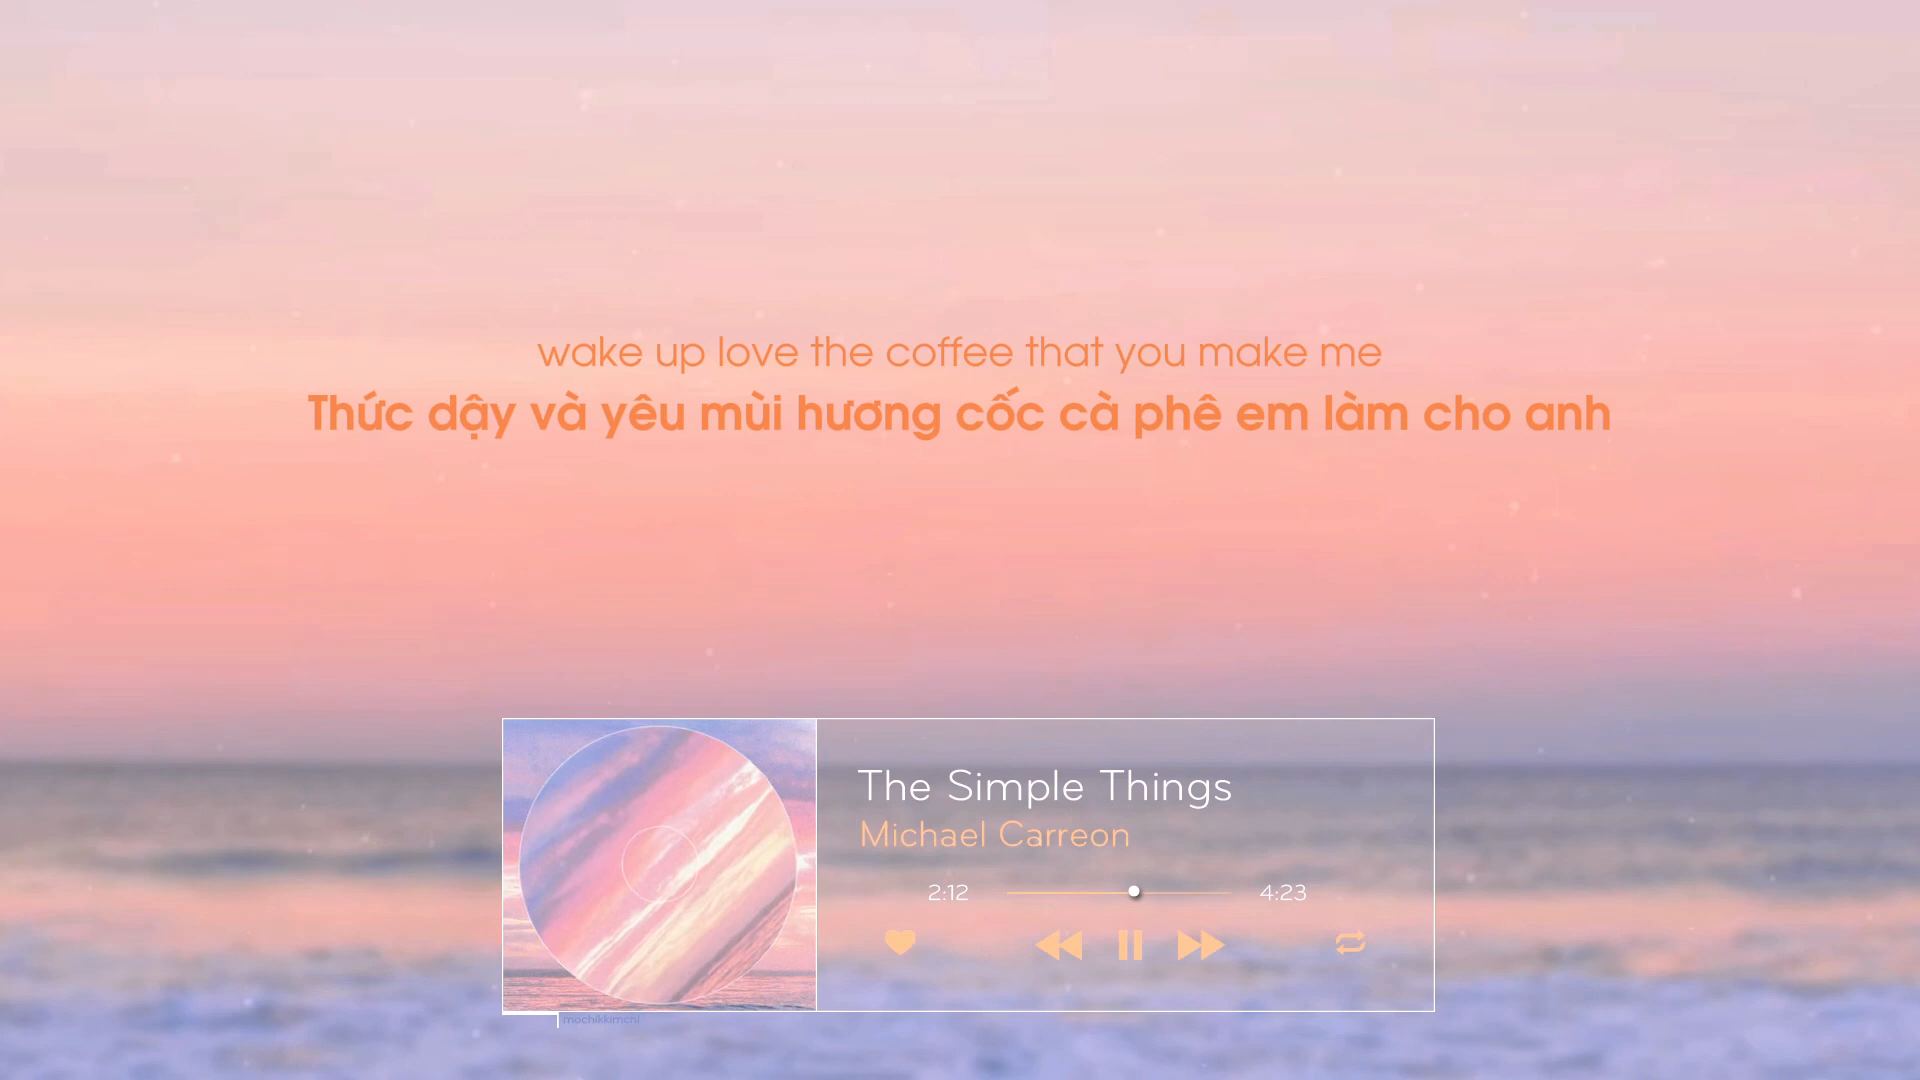 wake up love the coffee that you make me
Thức dậy và yêu mùi hương cốc cà phê em làm cho anh
The Simple Things
Michael Carreon
2:12 4:23
mochikkimchi